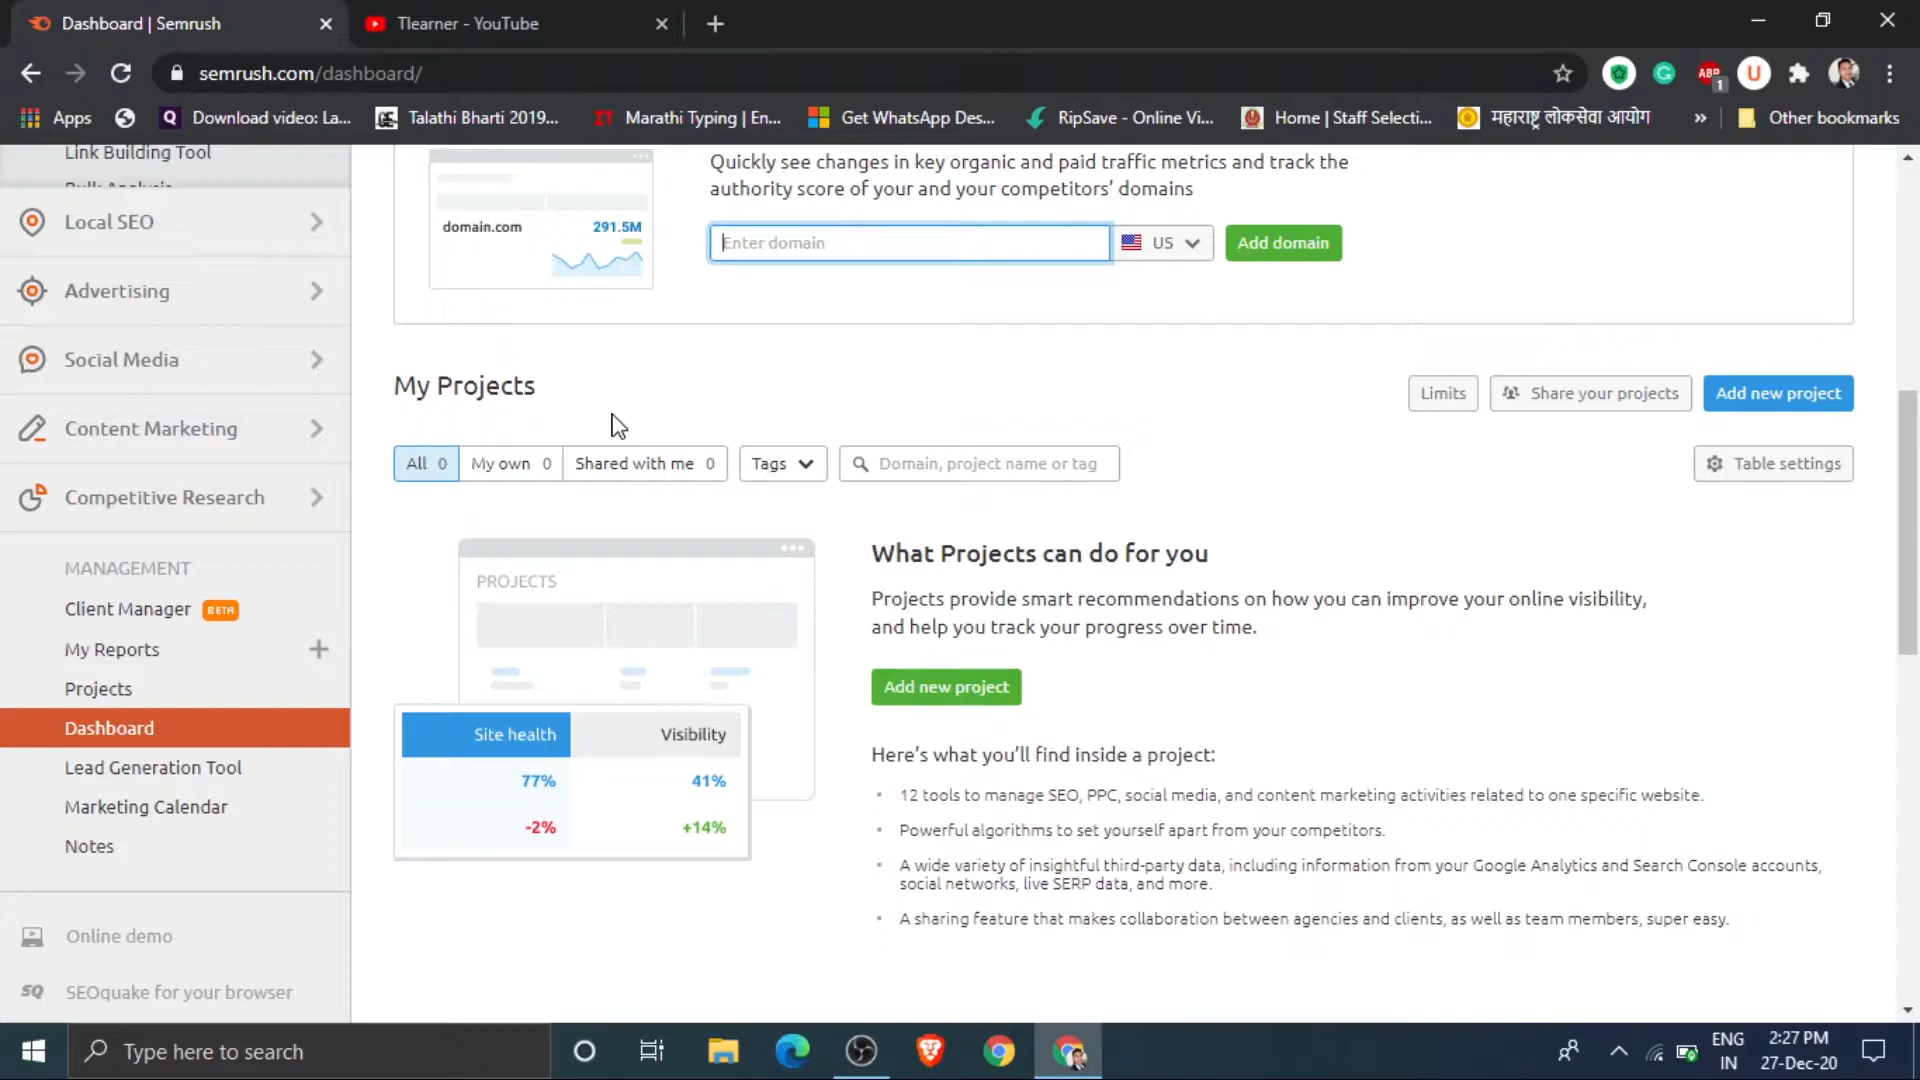 Dashboard | Semrush
Tlearner - YouTube
semrush.com/dashboard/
ABP
1
U
Apps
Q
Download video: La...
Talathi Bharti 2019...
IT
Marathi Typing | En...
Get WhatsApp Des...
RipSave - Online Vi...
Home | Staff Selecti...
महाराष्ट्र लोकसेवा आयोग
»
Other bookmarks
Link Building Tool
Bulk Analysis
Local SEO
Advertising
Social Media
Content Marketing
Competitive Research
MANAGEMENT
Client Manager BETA
My Reports
Projects
Dashboard
Lead Generation Tool
Marketing Calendar
Notes
Online demo
SQ SEOquake for your browser
Quickly see changes in key organic and paid traffic metrics and track the
authority score of your and your competitors’ domains
domain.com 291.5M
Enter domain
US
Add domain
My Projects
Limits
Share your projects
Add new project
All 0
My own 0
Shared with me 0
Tags
Domain, project name or tag
Table settings
PROJECTS
Site health Visibility
77% 41%
-2% +14%
What Projects can do for you
Projects provide smart recommendations on how you can improve your online visibility,
and help you track your progress over time.
Add new project
Here’s what you’ll find inside a project:
12 tools to manage SEO, PPC, social media, and content marketing activities related to one specific website.
Powerful algorithms to set yourself apart from your competitors.
A wide variety of insightful third-party data, including information from your Google Analytics and Search Console accounts,
social networks, live SERP data, and more.
A sharing feature that makes collaboration between agencies and clients, as well as team members, super easy.
Type here to search
ENG
IN
2:27 PM
27-Dec-20